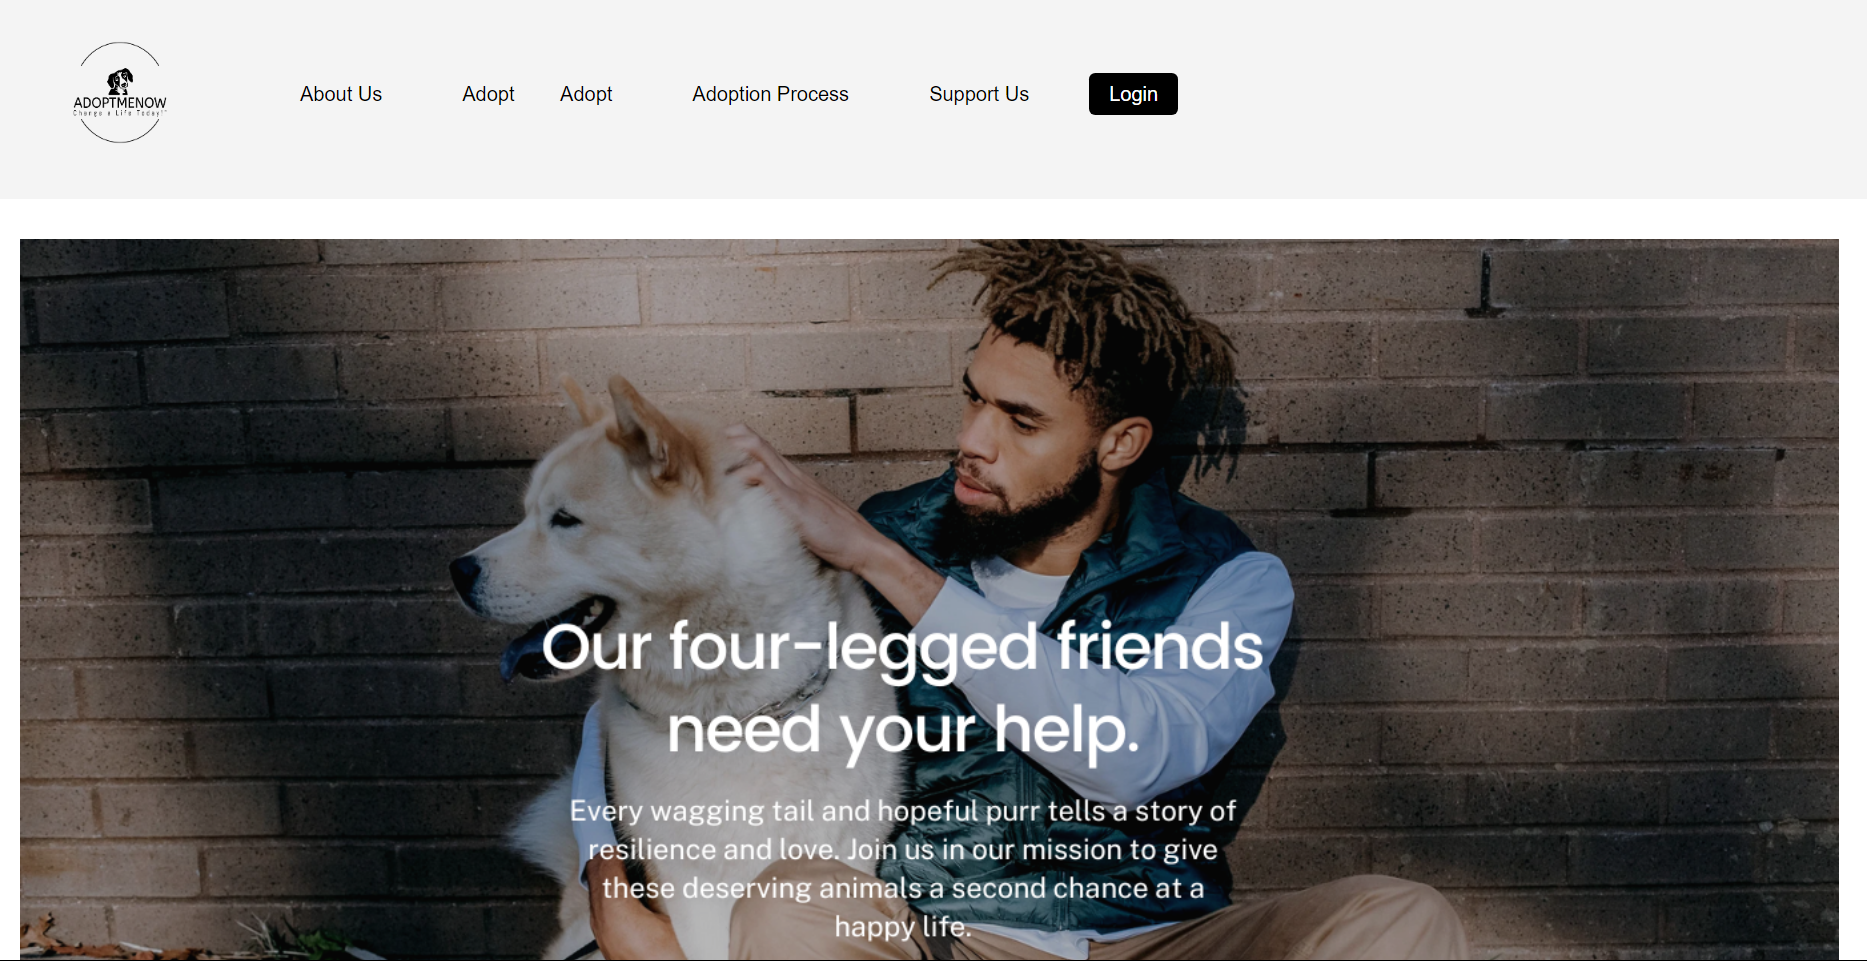 ADOPTMENOW
Change a Life Today!
About Us
Adopt
Adopt
Adoption Process
Support Us
Login
Our four-legged friends
need your help.
Every wagging tail and hopeful purr tells a story of
resilience and love. Join us in our mission to give
these deserving animals a second chance at a
happy life.